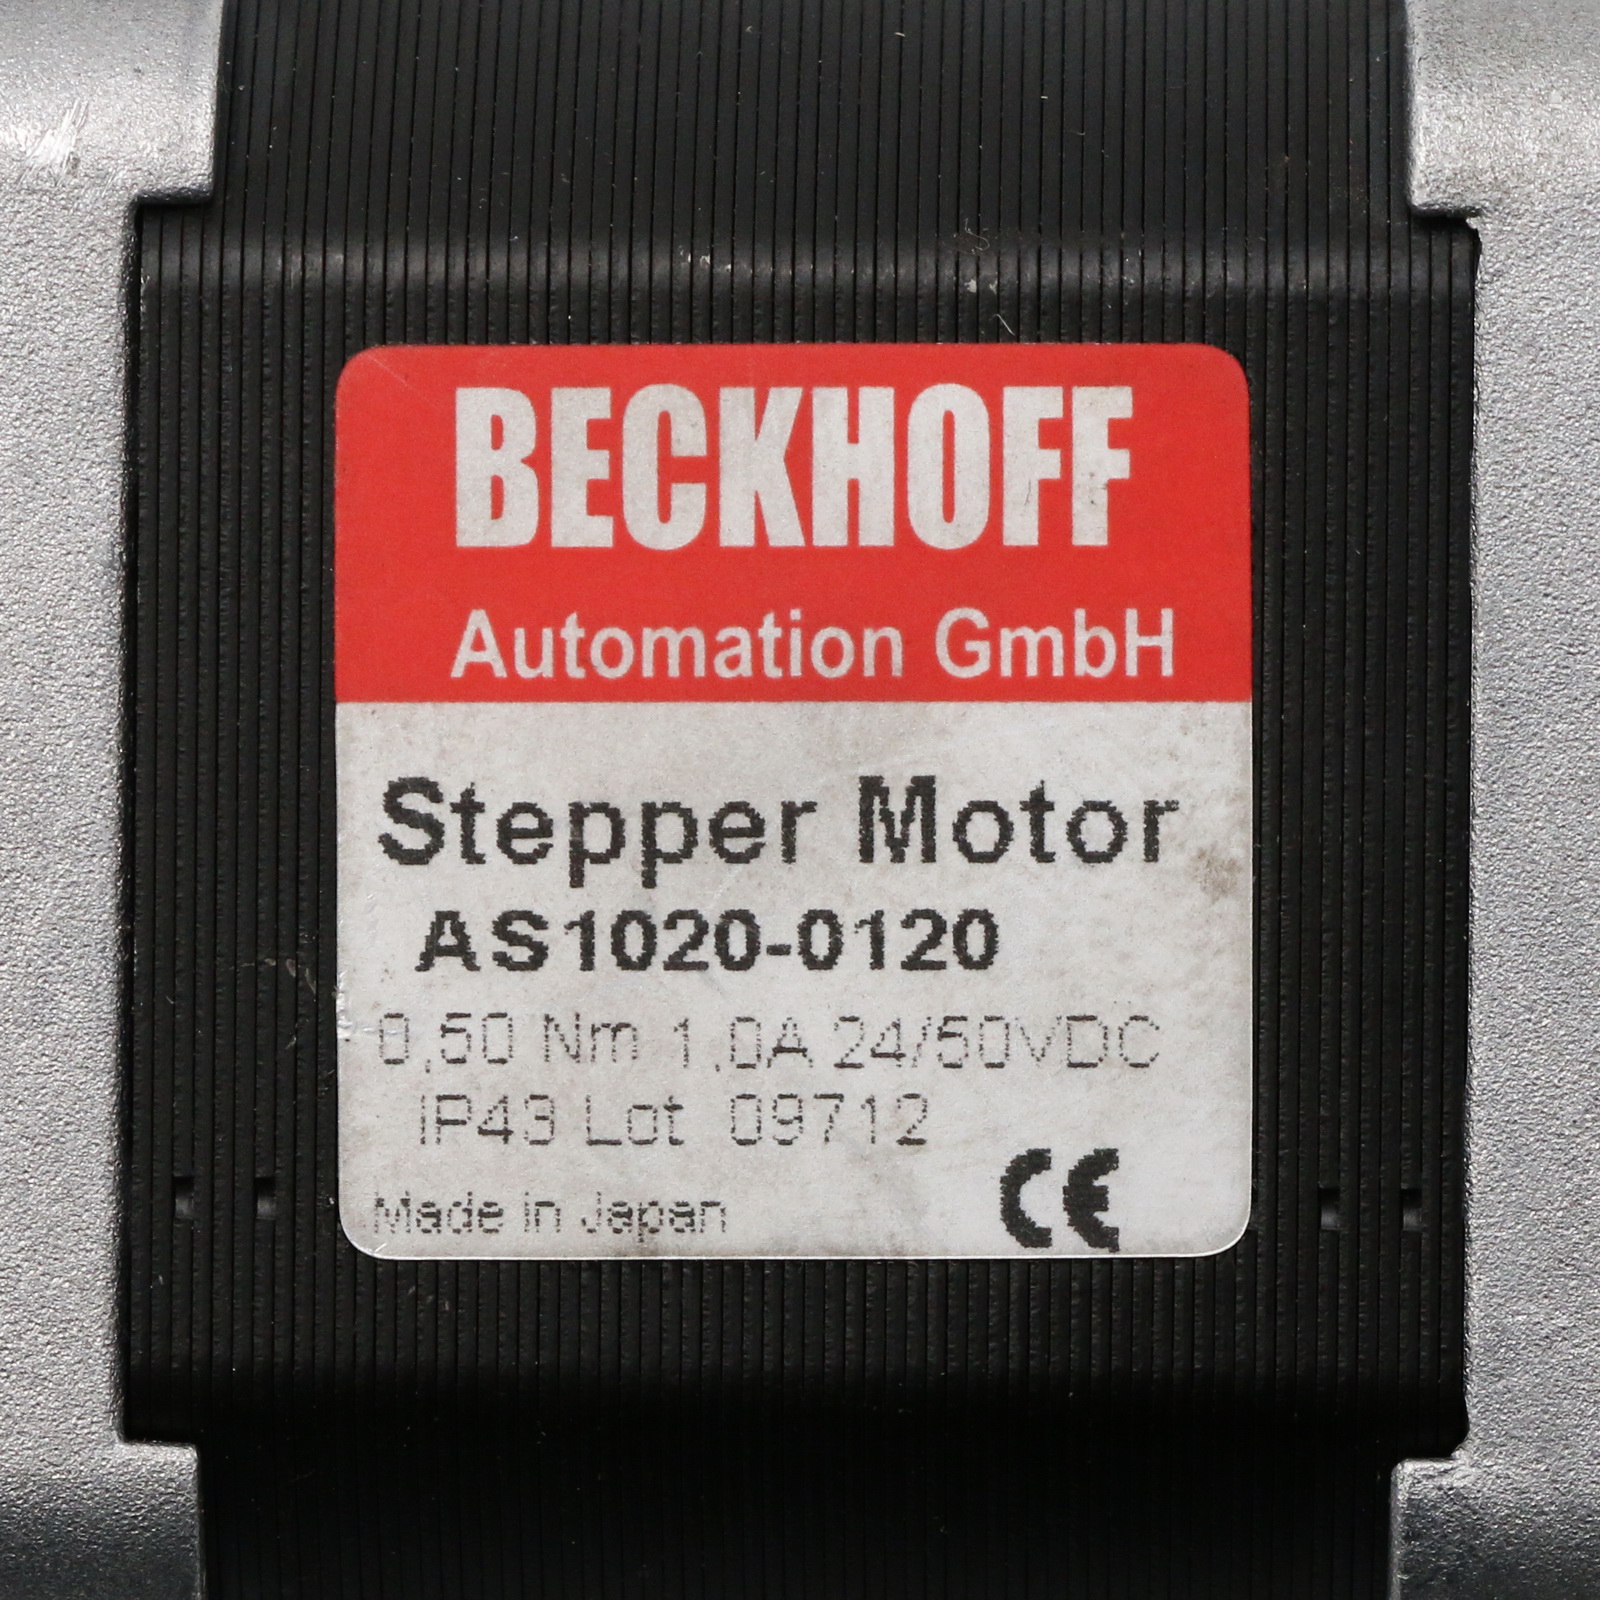 BECKHOFF
Automation GmbH
Stepper Motor
AS1020-0120
0,50 Nm 1,0A 24/50VDC
IP43 Lot 09712
Made in Japan
CE